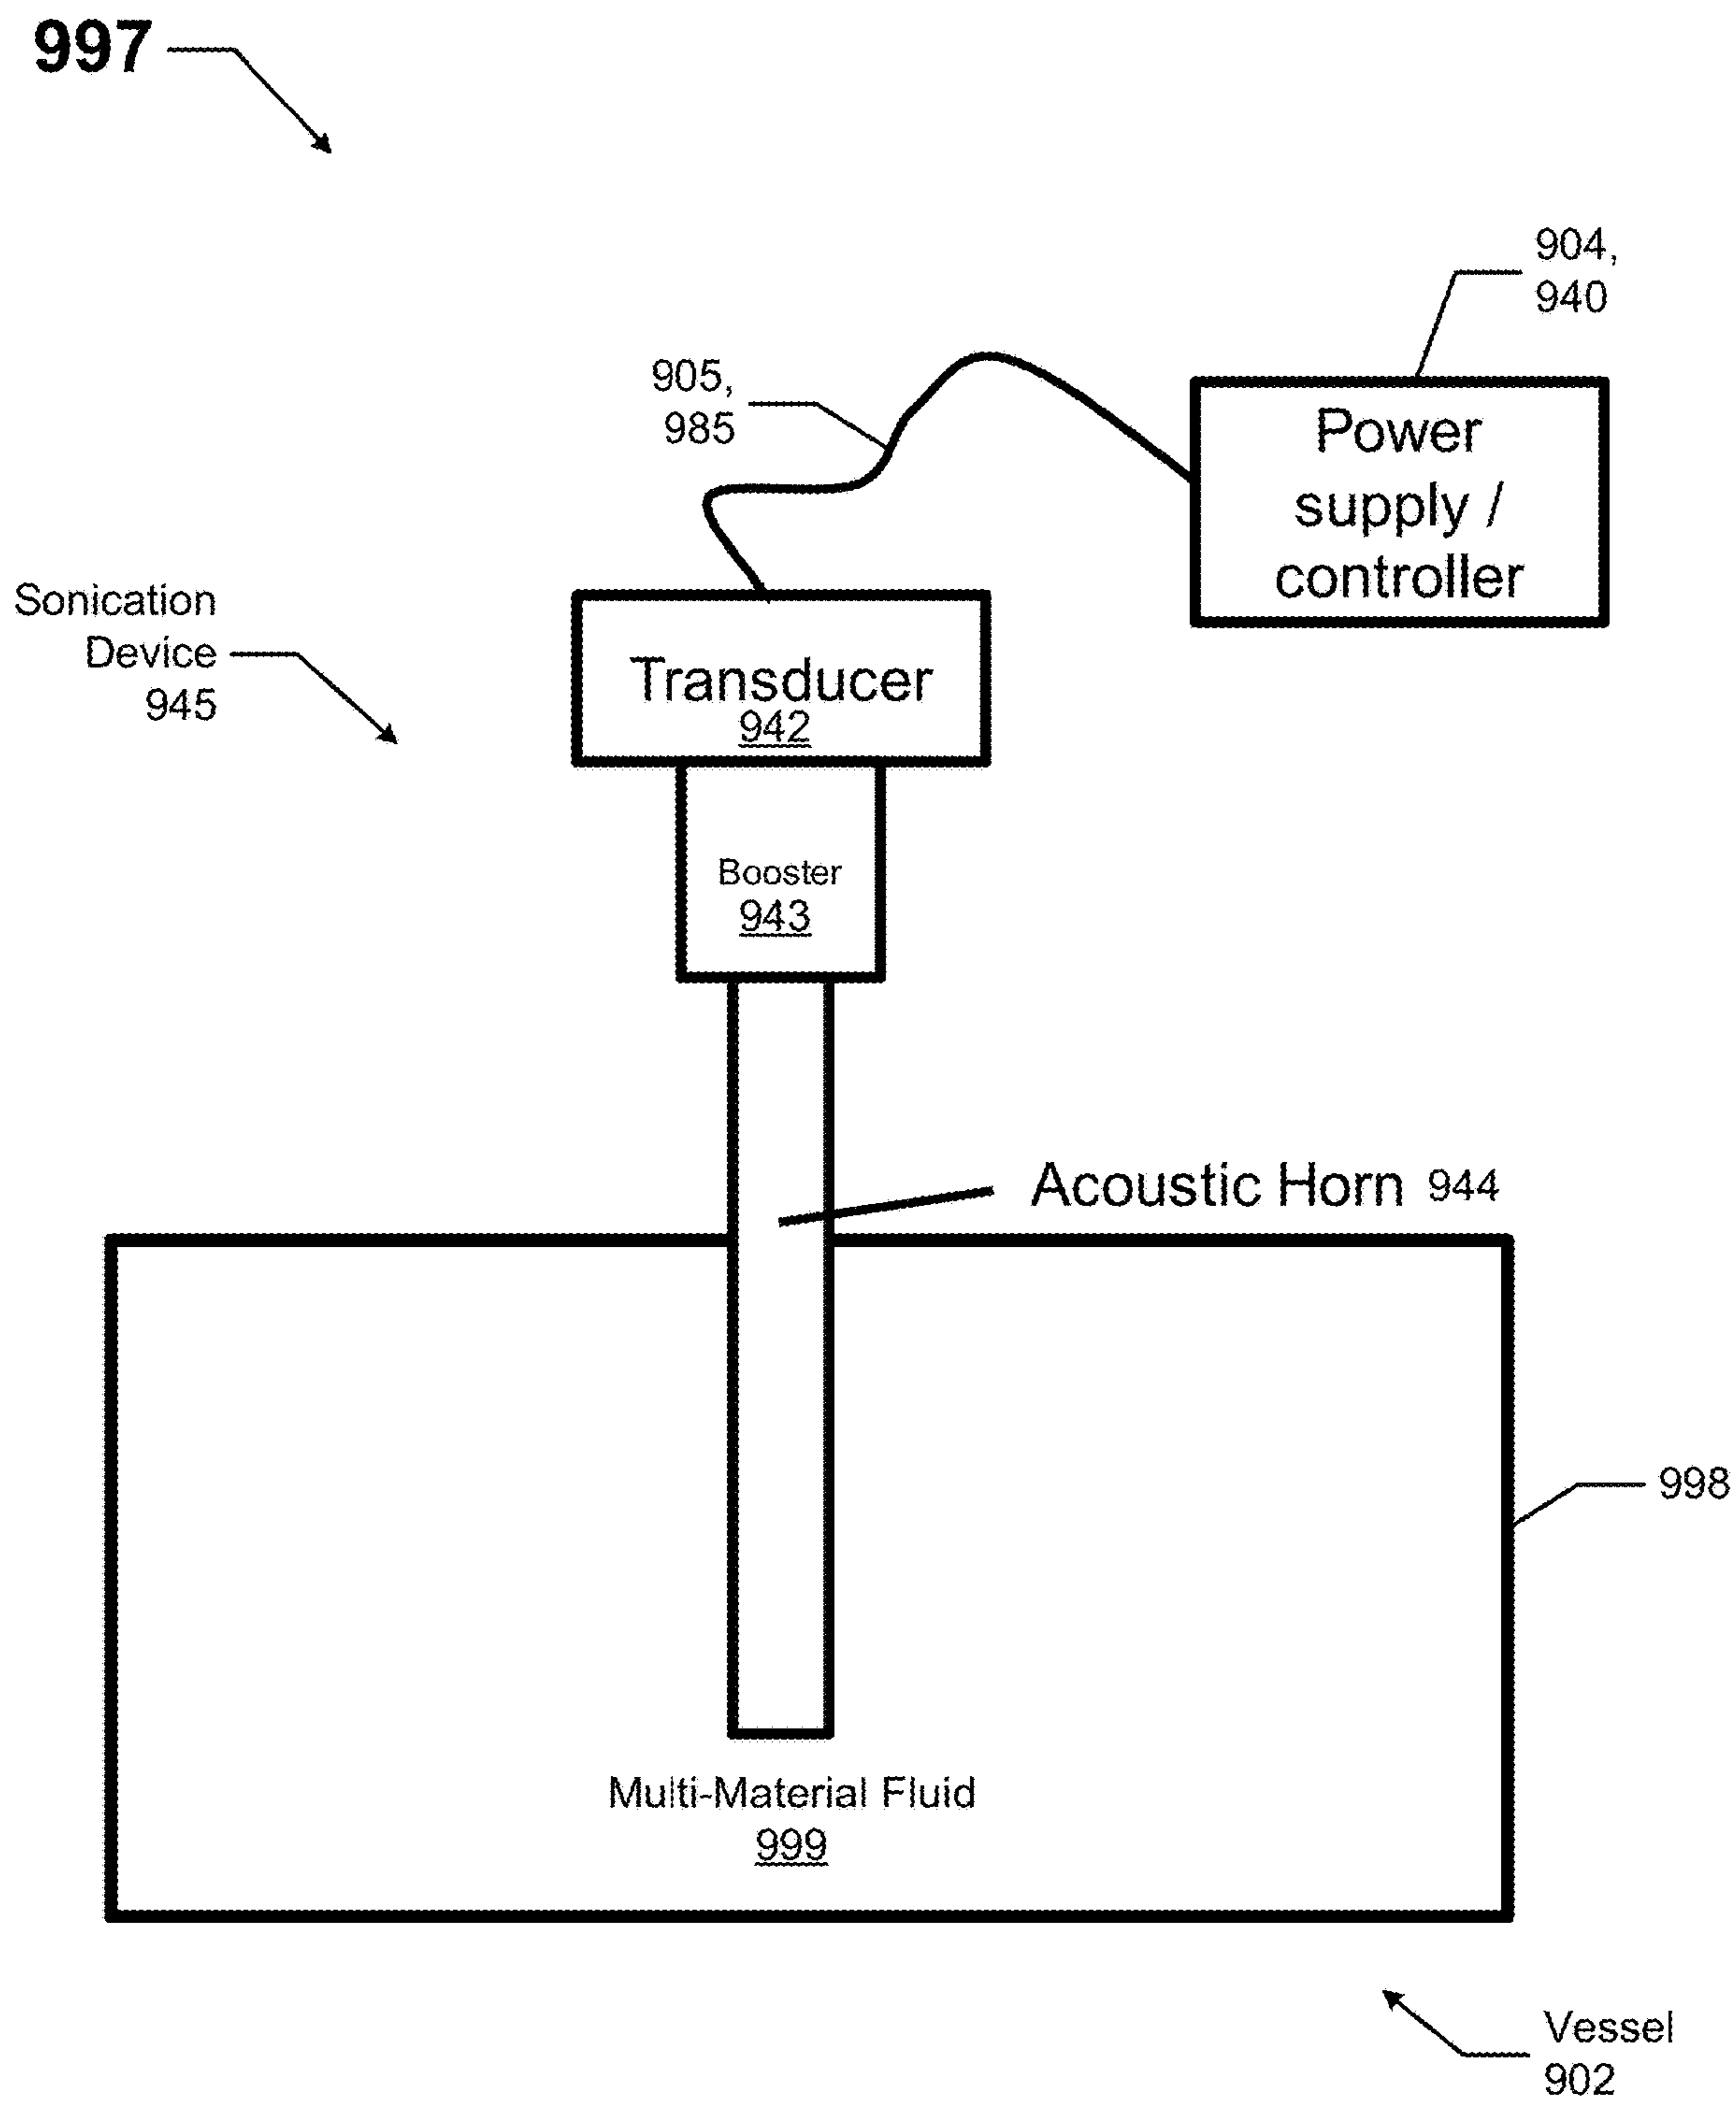 997
904,
940
905,
985
Power
supply /
controller
Sonication
Device
945
Transducer
942
Booster
943
Acoustic Horn 944
998
Multi-Material Fluid
999
Vessel
902